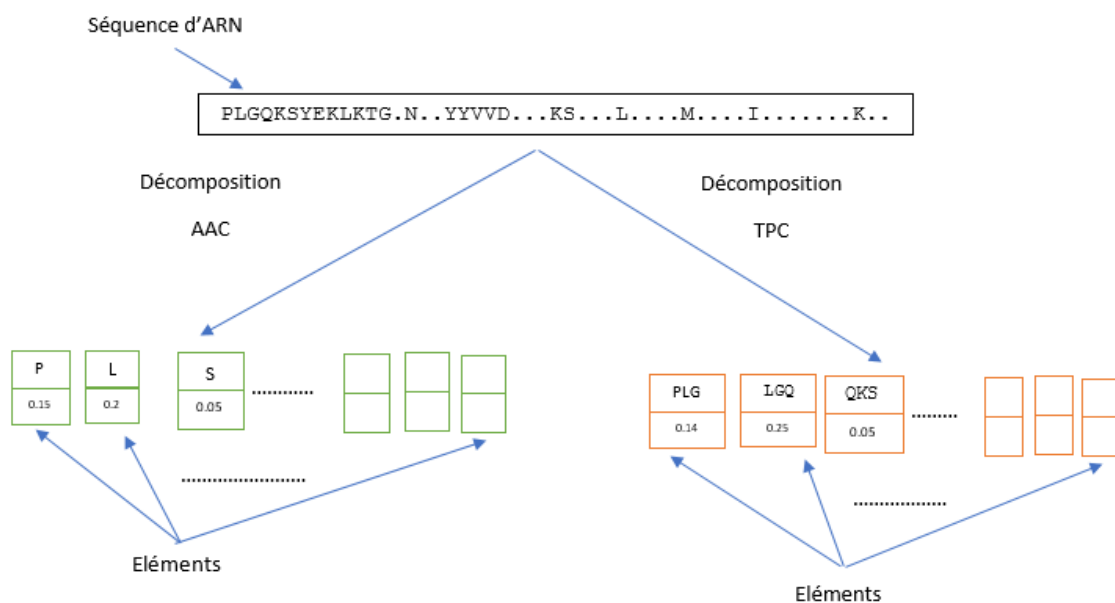 Séquence d'ARN
PLGQKSYEKLKTG.N..YYVVD...KS...L....M....I.......K..
Décomposition
AAC
Décomposition
TPC
P L S ............
0.15 0.2 0.05
.........................
Eléments
PLG LGQ QKS .........
0.14 0.25 0.05
...................
Eléments